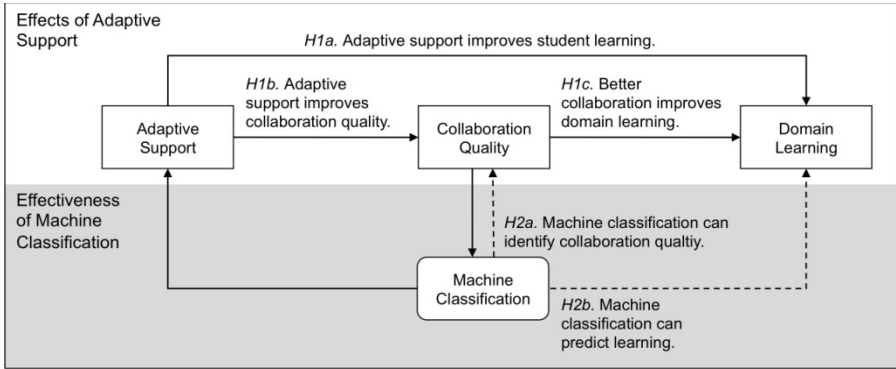 Effects of Adaptive
Support
H1a. Adaptive support improves student learning.
H1b. Adaptive
support improves
collaboration quality.
H1c. Better
collaboration improves
domain learning.
Adaptive
Support
Collaboration
Quality
Domain
Learning
Effectiveness
of Machine
Classification
H2a. Machine classification can
identify collaboration qualtiy.
Machine
Classification
H2b. Machine
classification can
predict learning.